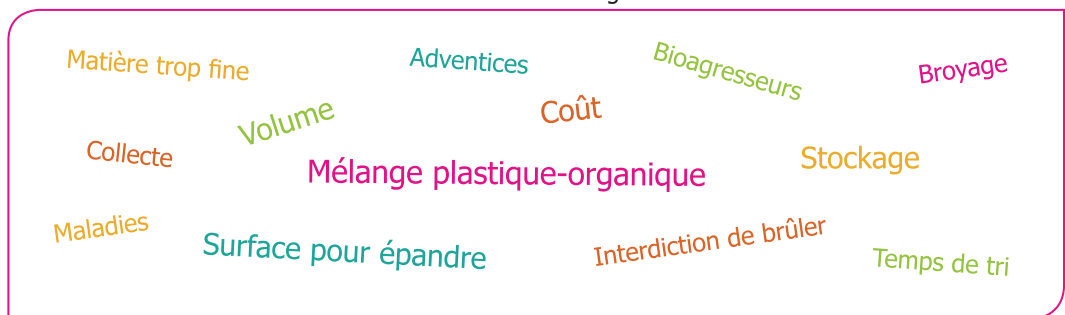 Matière trop fine
Adventices
Bioagresseurs
Broyage
Volume
Coût
Collecte
Mélange plastique-organique
Stockage
Maladies
Surface pour épandre
Interdiction de brûler
Temps de tri